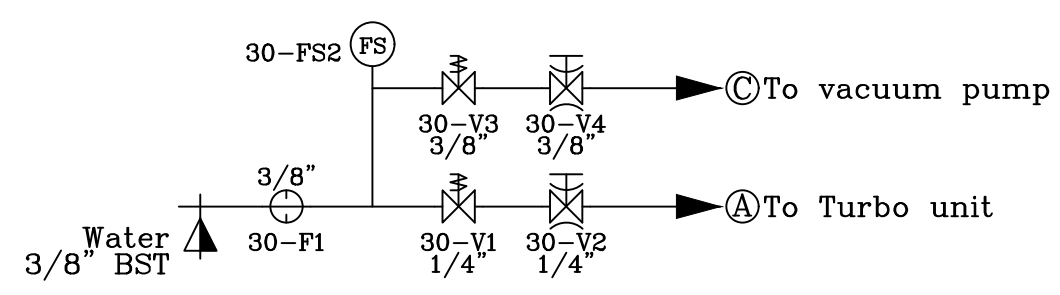 30-FS2 FS
30-V3
3/8"
30-V4
3/8"
C To vacuum pump
3/8"
30-F1
Water
3/8" BST
30-V1
1/4"
30-V2
1/4"
A To Turbo unit